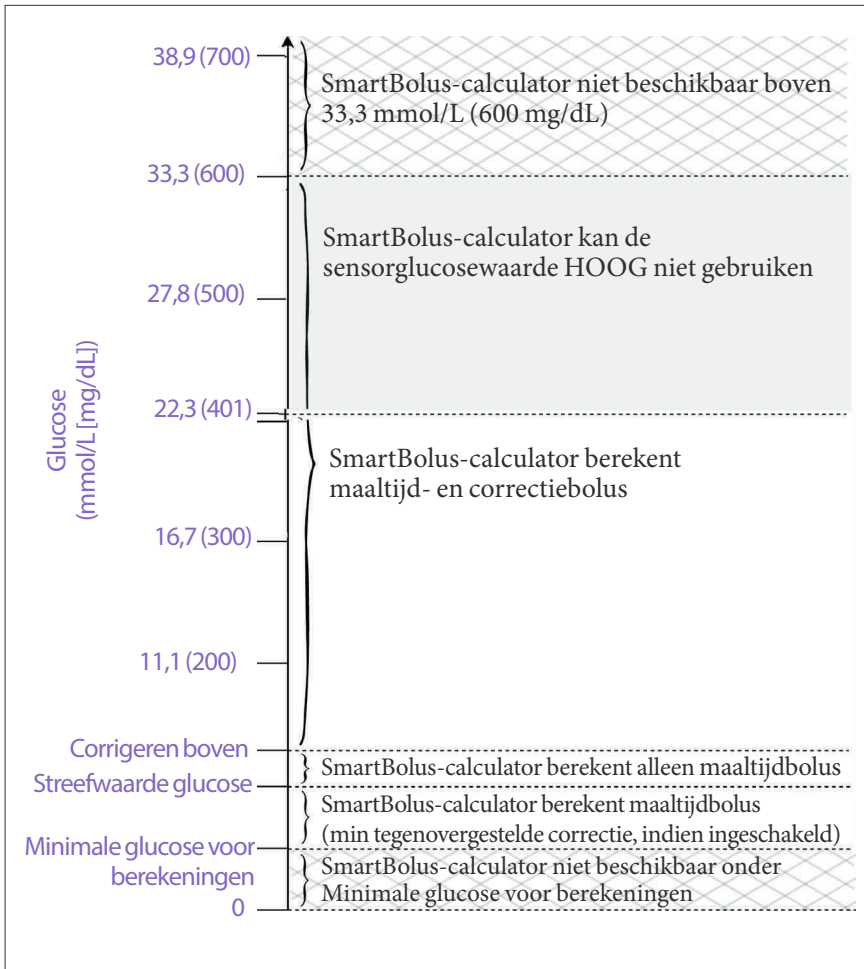 38,9 (700)
SmartBolus-calculator niet beschikbaar boven
33,3 mmol/L (600 mg/dL)
33,3 (600)
SmartBolus-calculator kan de
sensorglucosewaarde HOOG niet gebruiken
27,8 (500)
22,3 (401)
Glucose
(mmol/L [mg/dL])
SmartBolus-calculator berekent
maaltijd- en correctiebolus
16,7 (300)
11,1 (200)
Corrigeren boven
SmartBolus-calculator berekent alleen maaltijdbolus
Streefwaarde glucose
SmartBolus-calculator berekent maaltijdbolus
(min tegenovergestelde correctie, indien ingeschakeld)
Minimale glucose voor
berekeningen
SmartBolus-calculator niet beschikbaar onder
Minimale glucose voor berekeningen
0